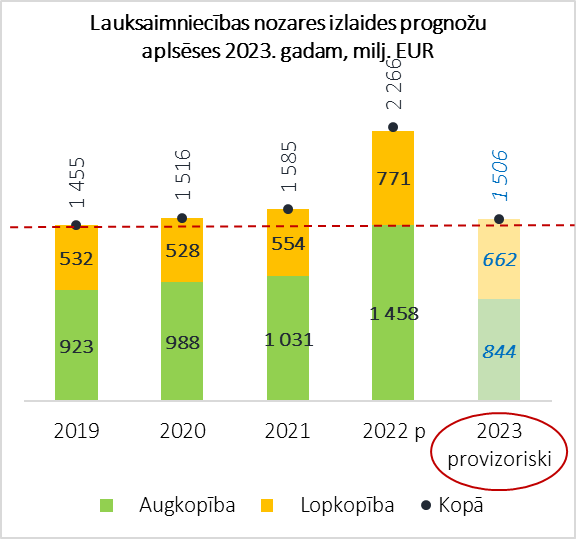 Lauksaimniecības nozares izlaides prognožu
aplsēses 2023. gadam, milj. EUR
1 455
1 516
1 585
2 266
1 506
532
528
554
771
662
923
988
1 031
1 458
844
2019
2020
2021
2022 p
2023
provizoriski
Augkopība
Lopkopība
Kopā